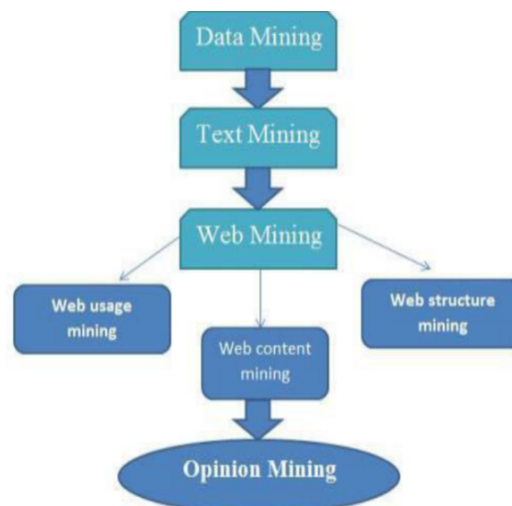 Data Mining
Text Mining
Web Mining
Web usage
mining
Web structure
mining
Web content
mining
Opinion Mining